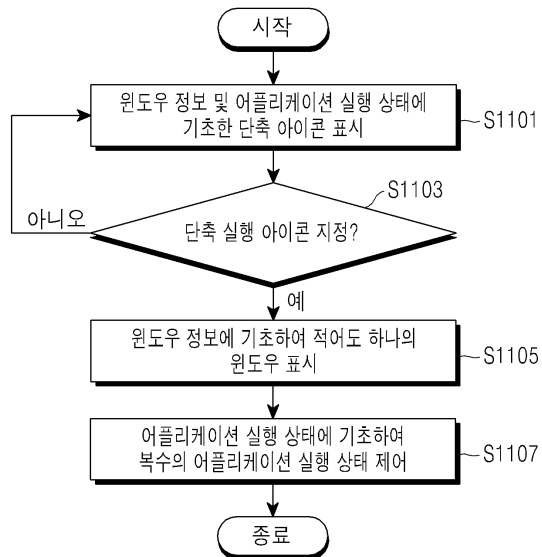 시작
윈도우 정보 및 어플리케이션 실행 상태에
기초한 단축 아이콘 표시
S1101
S1103
아니오
단축 실행 아이콘 지정?
예
윈도우 정보에 기초하여 적어도 하나의
윈도우 표시
S1105
어플리케이션 실행 상태에 기초하여
복수의 어플리케이션 실행 상태 제어
S1107
종료